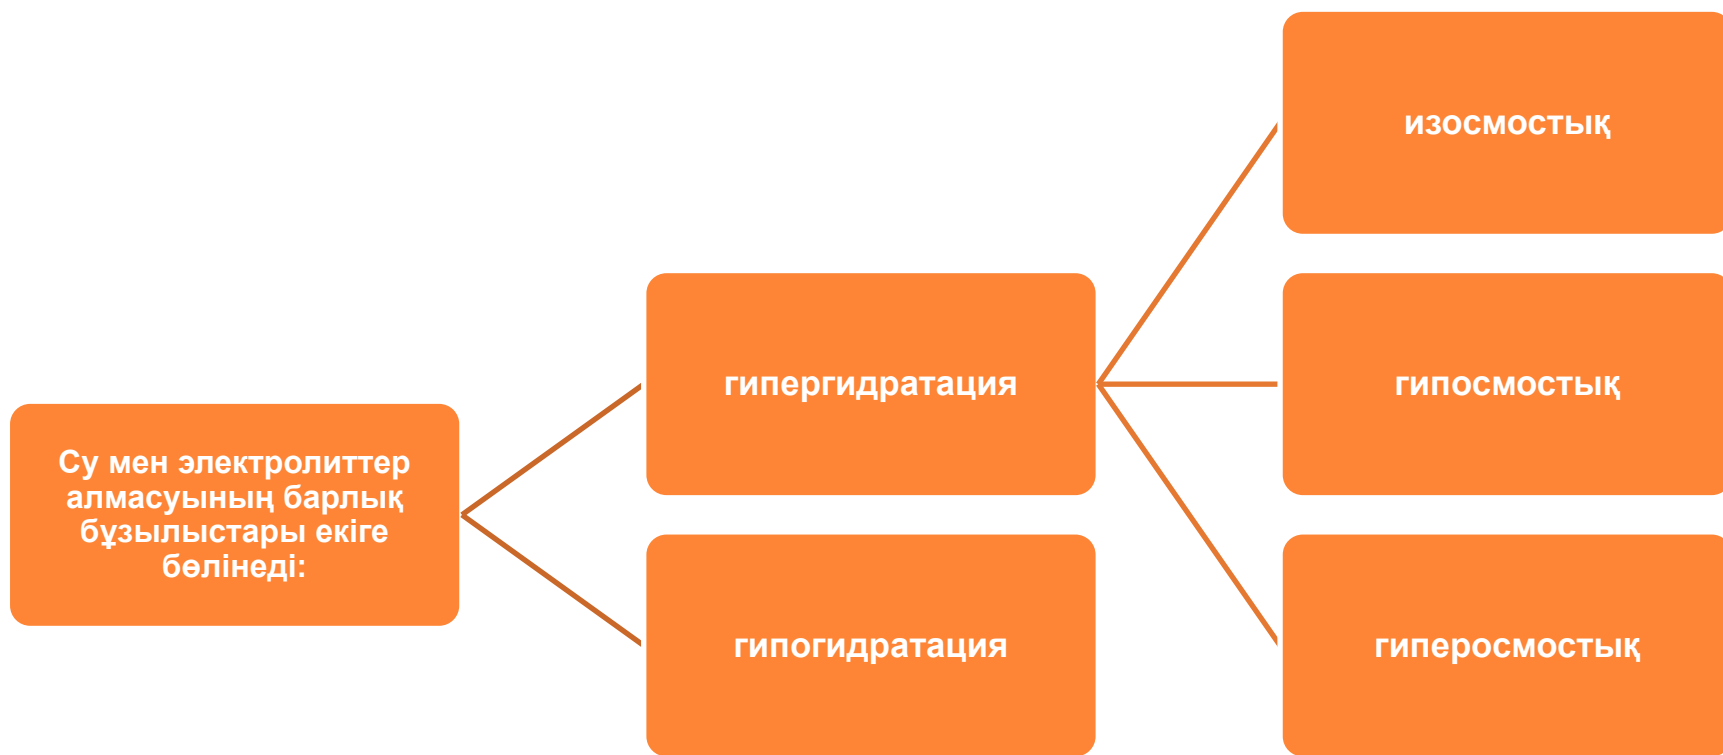 Су мен электролиттер
алмасуының барлық
бұзылыстары екіге
бөлінеді:
гипергидратация
гипогидратация
изосмостық
гипосмостық
гиперосмостық